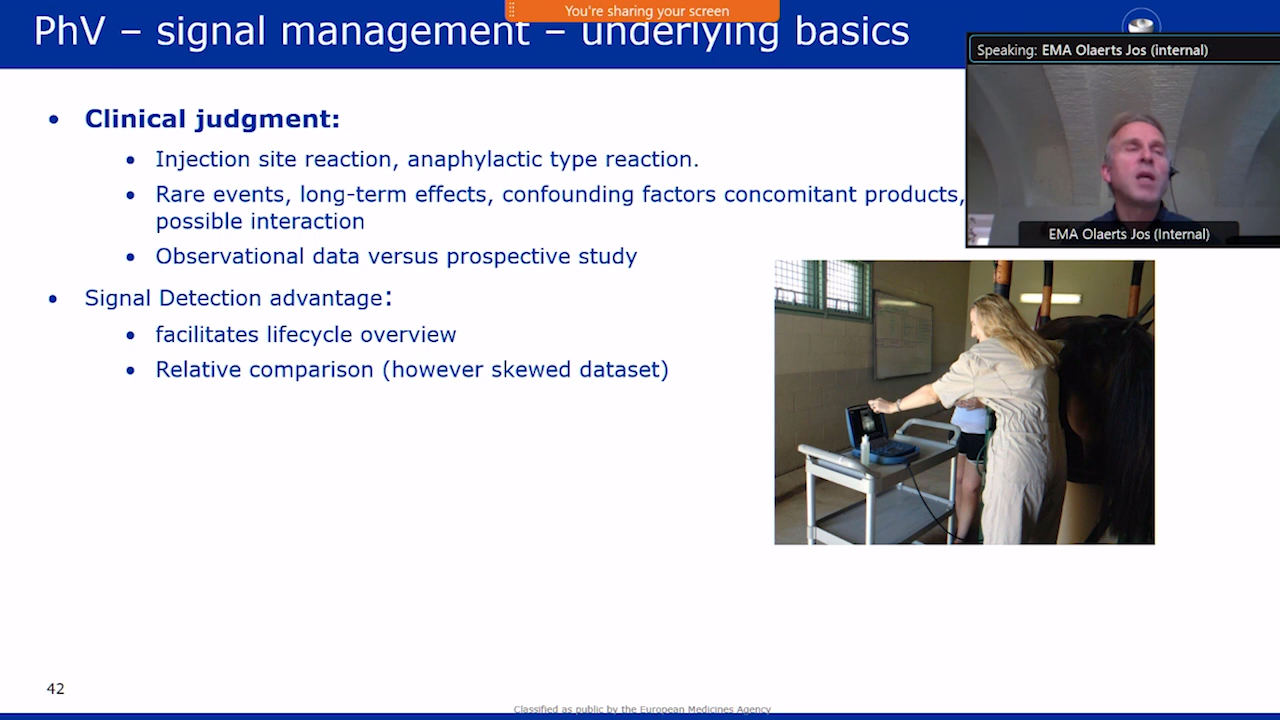 You're sharing your screen
PhV – signal management – underlying basics
Speaking: EMA Olaerts Jos (internal)
EMA Olaerts Jos (Internal)
• Clinical judgment:
• Injection site reaction, anaphylactic type reaction.
• Rare events, long-term effects, confounding factors concomitant products,
possible interaction
• Observational data versus prospective study
• Signal Detection advantage:
• facilitates lifecycle overview
• Relative comparison (however skewed dataset)
42
Classified as public by the European Medicines Agency